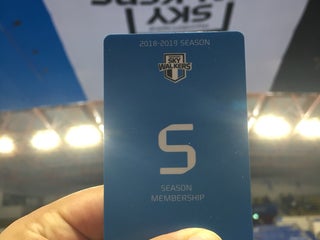 SKY
2018-2019 SEASON
SKY
WALKERS
S
SEASON
MEMBERSHIP